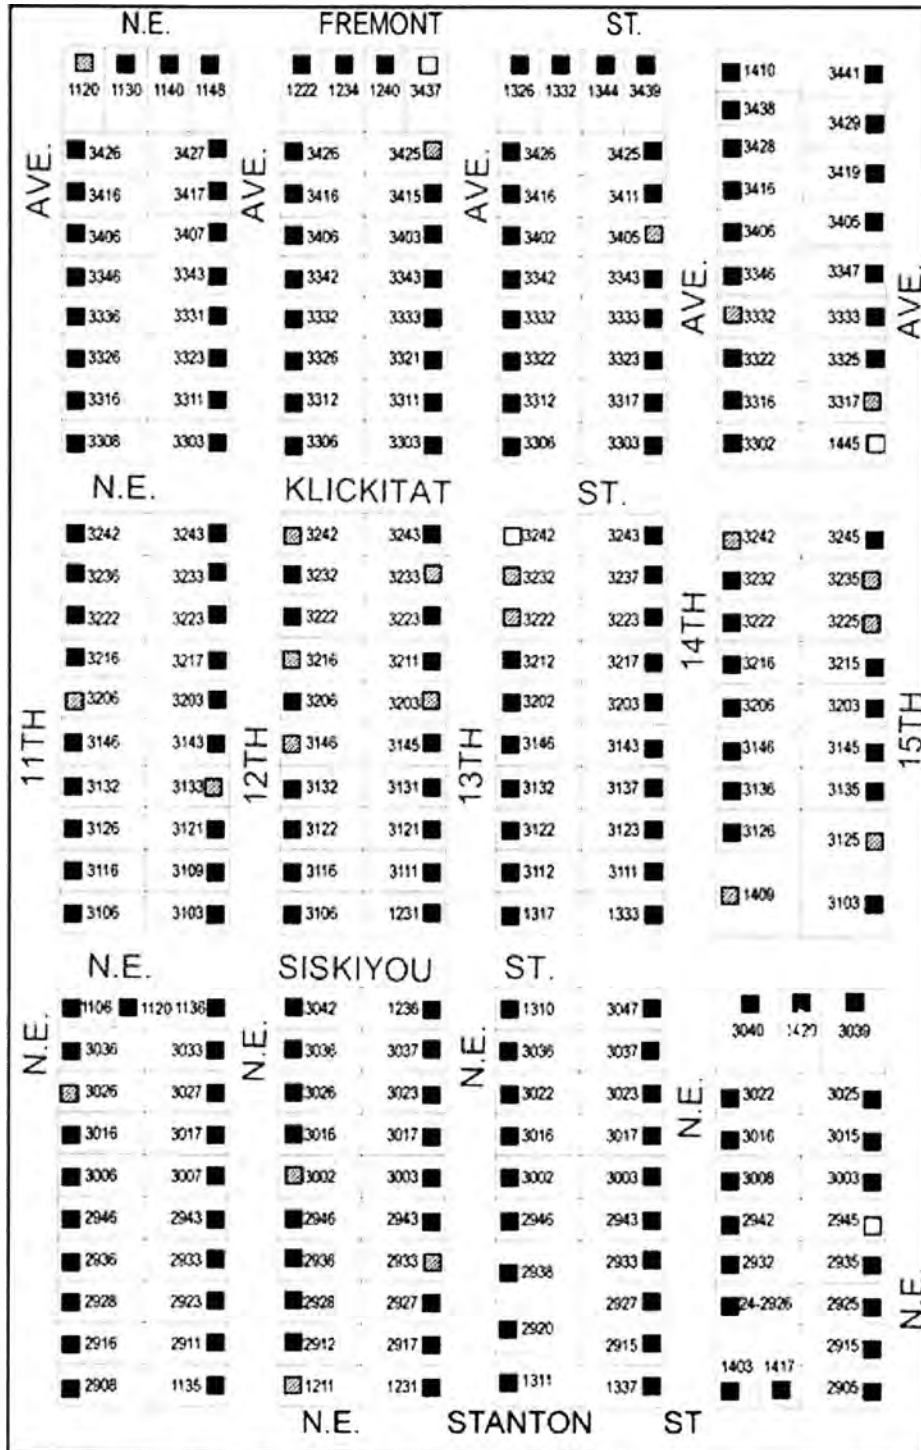 N.E. FREMONT ST.
1120 1130 1140 1148 1222 1234 1240 3437 1326 1332 1344 3439 1410 3441
3438 3429
3426 3427 3426 3425 3426 3425 3428
AVE. AVE. AVE.
3416 3417 3416 3415 3416 3411 3416 3419
3406 3407 3406 3403 3402 3405 3406 3405
3346 3343 3342 3343 3342 3343 3346 3347
AVE. AVE.
3336 3331 3332 3333 3332 3333 3332 3333
3326 3323 3326 3321 3322 3323 3322 3325
3316 3311 3312 3311 3312 3317 3316 3317
3308 3303 3306 3303 3306 3303 3302 1445
N.E. KLICKITAT ST.
3242 3243 3242 3243 3242 3243 3242 3245
3236 3233 3232 3233 3232 3237 3232 3235
3222 3223 3222 3223 3222 3223 3222 3225
3216 3217 3216 3211 3212 3217 3216 3215
3206 3203 3206 3203 3202 3203 3206 3203
11TH 12TH 13TH 14TH 15TH
3146 3143 3146 3145 3146 3143 3146 3145
3132 3133 3132 3131 3132 3137 3136 3135
3126 3121 3122 3121 3122 3123 3126 3125
3116 3109 3116 3111 3112 3111 1409
3106 3103 3106 1231 1317 1333 3103
N.E. SISKIYOU ST.
1106 1120 1136 3042 1236 1310 3047 3040 1429 3039
N.E. N.E. N.E.
3036 3033 3036 3037 3036 3037
3026 3027 3026 3023 3022 3023 3022 3025
N.E.
3016 3017 3016 3017 3016 3017 3016 3015
3006 3007 3002 3003 3002 3003 3008 3003
2946 2943 2946 2943 2946 2943 2942 2945
2936 2933 2936 2933 2938 2933 2932 2935
2928 2923 2928 2927 2927 24-2926 2925
N.E.
2916 2911 2912 2917 2920 2915 2915
2908 1135 1211 1231 1311 1337 1403 1417 2905
N.E. STANTON ST